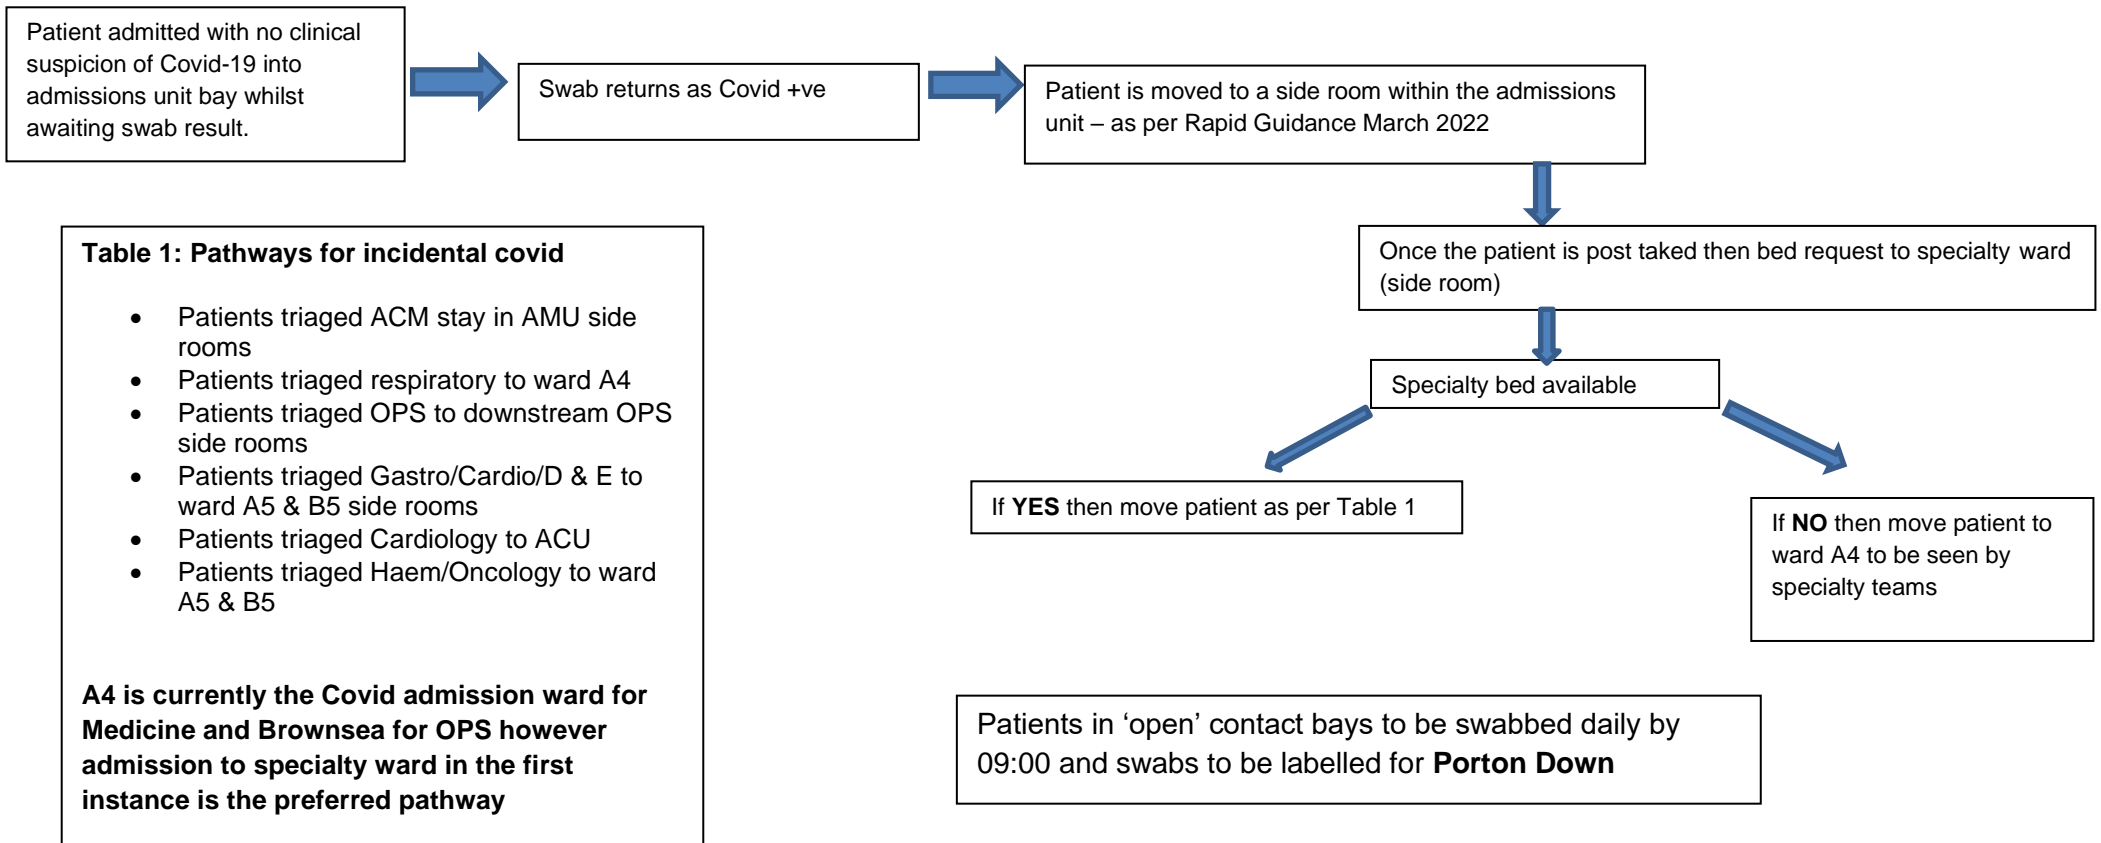 Patient admitted with no clinical
suspicion of Covid-19 into
admissions unit bay whilst
awaiting swab result.
Swab returns as Covid +ve
Patient is moved to a side room within the admissions
unit – as per Rapid Guidance March 2022
Once the patient is post taked then bed request to specialty ward
(side room)
Specialty bed available
If YES then move patient as per Table 1
If NO then move patient to
ward A4 to be seen by
specialty teams
Table 1: Pathways for incidental covid
• Patients triaged ACM stay in AMU side
rooms
• Patients triaged respiratory to ward A4
• Patients triaged OPS to downstream OPS
side rooms
• Patients triaged Gastro/Cardio/D & E to
ward A5 & B5 side rooms
• Patients triaged Cardiology to ACU
• Patients triaged Haem/Oncology to ward
A5 & B5
A4 is currently the Covid admission ward for
Medicine and Brownsea for OPS however
admission to specialty ward in the first
instance is the preferred pathway
Patients in ‘open’ contact bays to be swabbed daily by
09:00 and swabs to be labelled for Porton Down